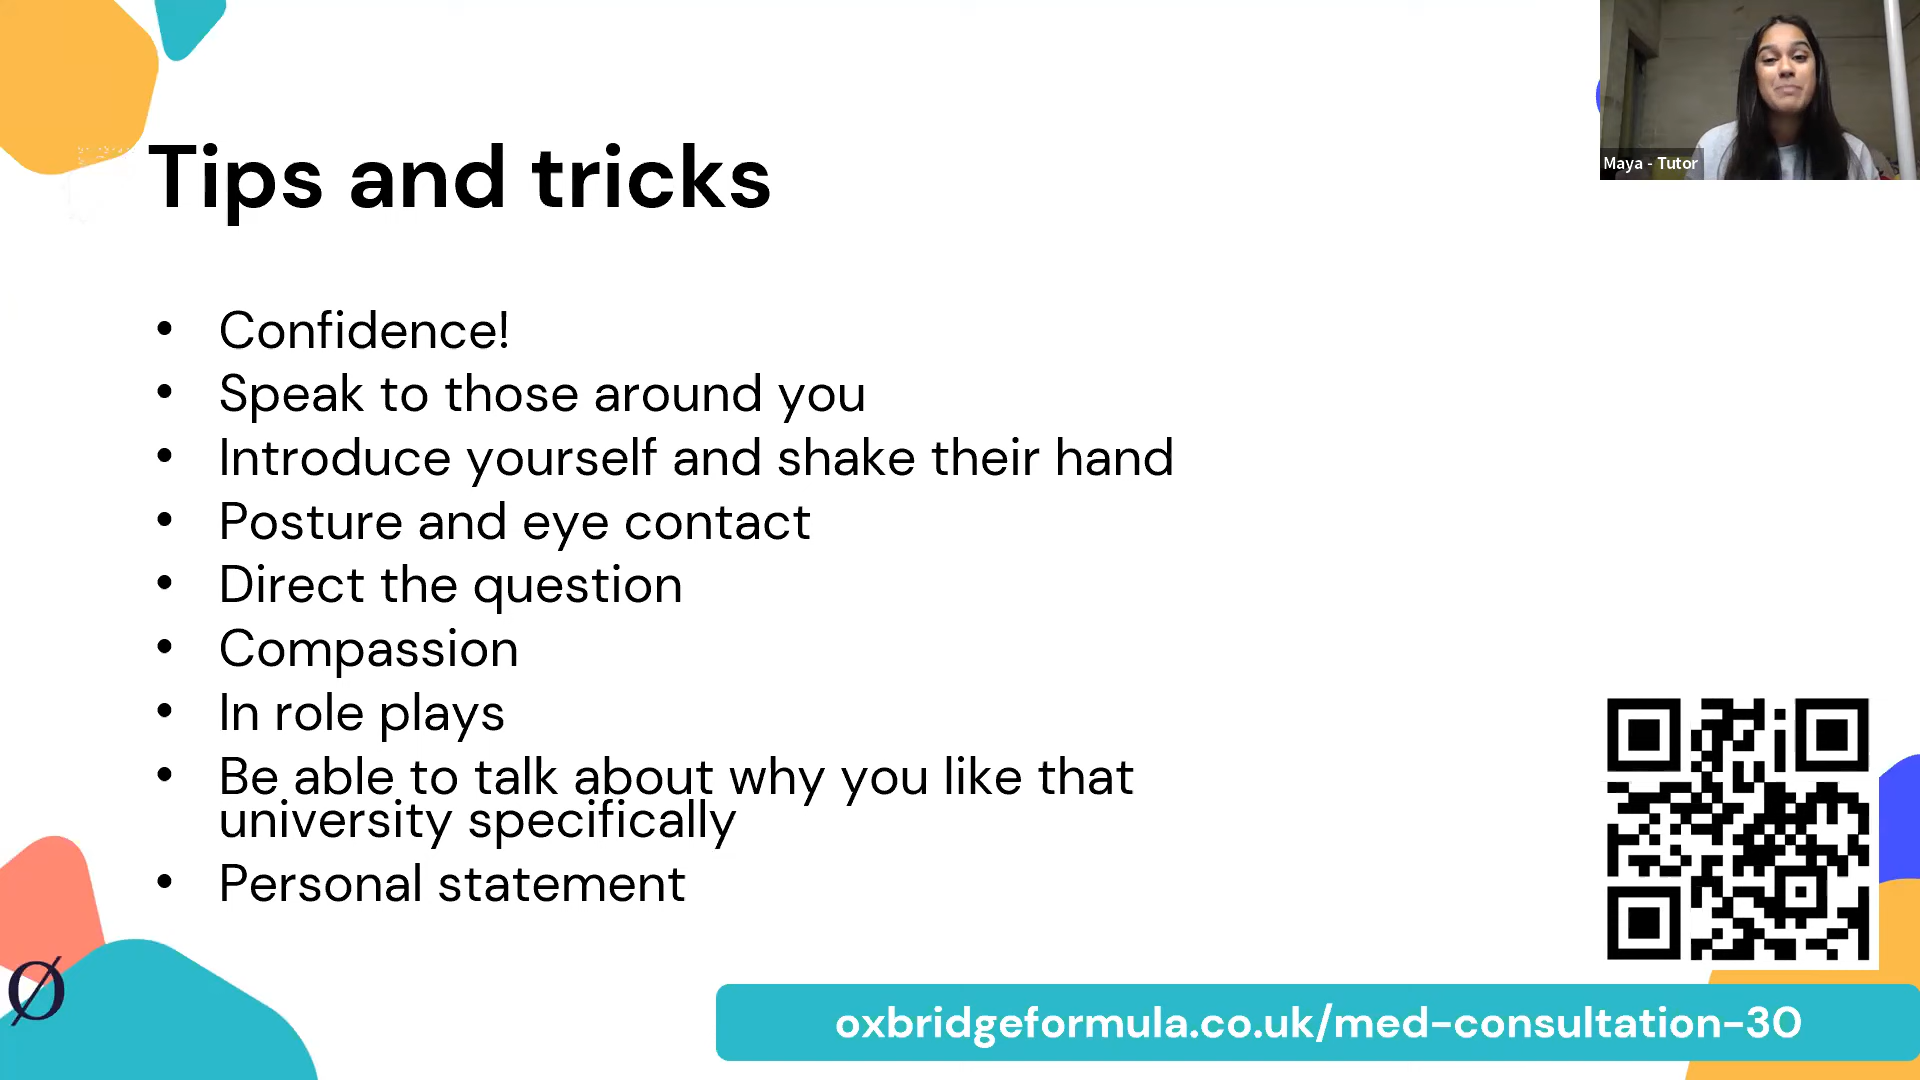 Maya - Tutor
Tips and tricks
• Confidence!
• Speak to those around you
• Introduce yourself and shake their hand
• Posture and eye contact
• Direct the question
• Compassion
• In role plays
• Be able to talk about why you like that
university specifically
• Personal statement
Ø
oxbridgeformula.co.uk/med-consultation-30